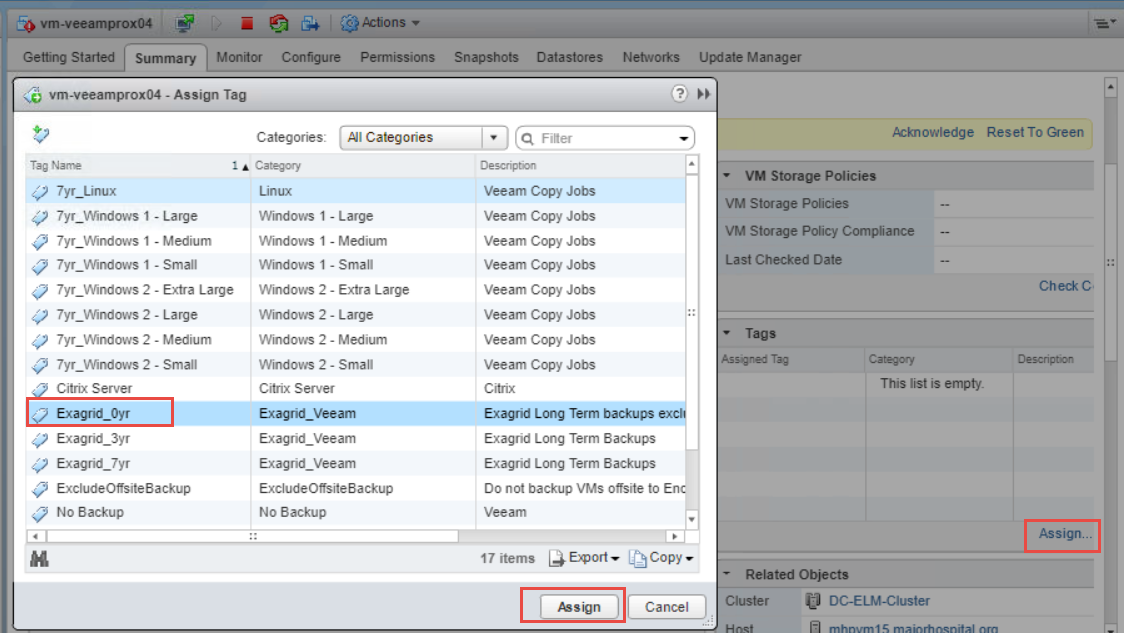 vm-veeamprox04 Actions
Getting Started Summary Monitor Configure Permissions Snapshots Datastores Networks Update Manager
vm-veeamprox04 - Assign Tag ?
Categories: All Categories Filter
Tag Name 1 ▲ Category Description
7yr_Linux Linux Veeam Copy Jobs
7yr_Windows 1 - Large Windows 1 - Large Veeam Copy Jobs
7yr_Windows 1 - Medium Windows 1 - Medium Veeam Copy Jobs
7yr_Windows 1 - Small Windows 1 - Small Veeam Copy Jobs
7yr_Windows 2 - Extra Large Windows 2 - Extra Large Veeam Copy Jobs
7yr_Windows 2 - Large Windows 2 - Large Veeam Copy Jobs
7yr_Windows 2 - Medium Windows 2 - Medium Veeam Copy Jobs
7yr_Windows 2 - Small Windows 2 - Small Veeam Copy Jobs
Citrix Server Citrix Server Citrix
Exagrid_0yr Exagrid_Veeam Exagrid Long Term backups exclu
Exagrid_3yr Exagrid_Veeam Exagrid Long Term Backups
Exagrid_7yr Exagrid_Veeam Exagrid Long Term Backups
ExcludeOffsiteBackup ExcludeOffsiteBackup Do not backup VMs offsite to Enc
No Backup No Backup Veeam
17 items Export Copy
Assign Cancel
Acknowledge Reset To Green
VM Storage Policies
VM Storage Policies --
VM Storage Policy Compliance --
Last Checked Date --
Check C
Tags
Assigned Tag Category Description
This list is empty.
Assign...
Related Objects
Cluster DC-ELM-Cluster
Host mhpvm15.majorhospital.org